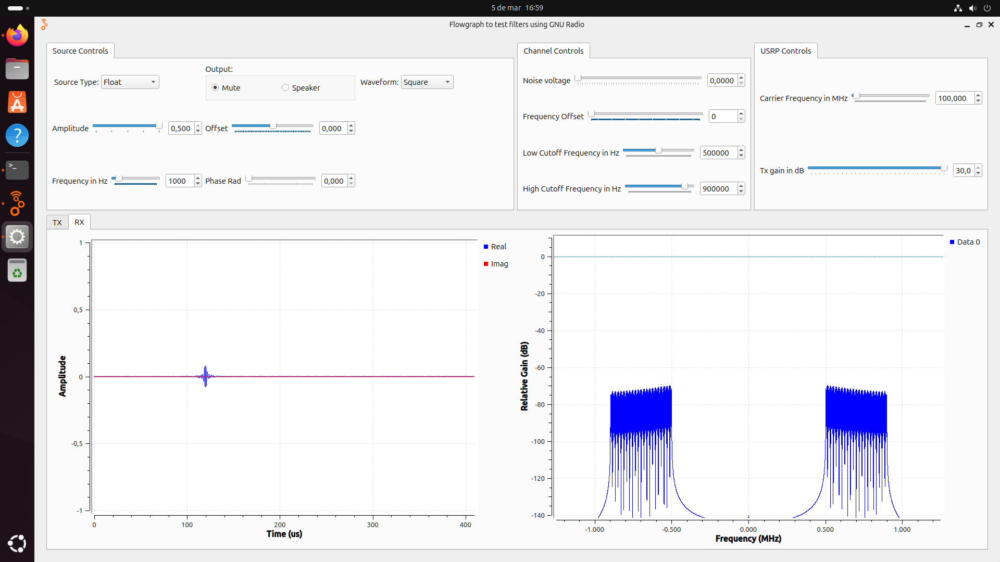 5 de mar 16:59
Flowgraph to test filters using GNU Radio
Source Controls
Output:
Source Type: Float
Mute
Speaker
Waveform: Square
Amplitude 0,500
Offset 0,000
Frequency in Hz 1000
Phase Rad 0,000
Channel Controls
Noise voltage 0,0000
Frequency Offset 0
Low Cutoff Frequency in Hz 500000
High Cutoff Frequency in Hz 900000
USRP Controls
Carrier Frequency in MHz 100,000
Tx gain in dB 30,0
TX RX
1
0,5
0
-0,5
-1
Amplitude
0 100 200 300 400
Time (us)
Real
Imag
0
-20
-40
-60
-80
-100
-120
-140
Relative Gain (dB)
-1.000 -0.500 0.000 0.500 1.000
Frequency (MHz)
Data 0